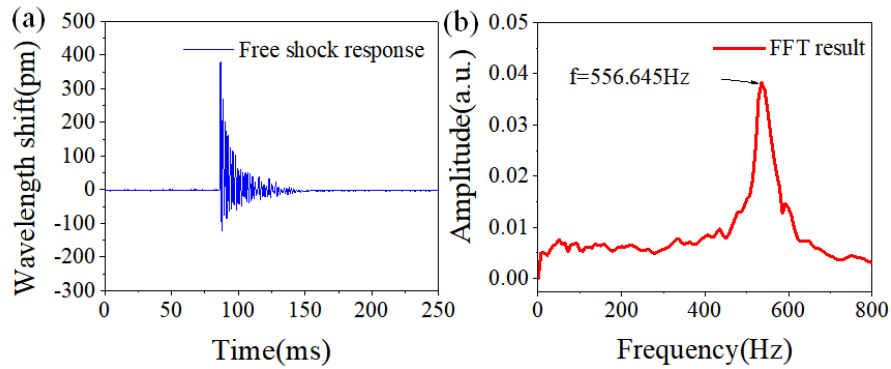 (a)
500
400
300
200
100
0
-100
-200
-300
Wavelength shift(pm)
Free shock response
0 50 100 150 200 250
Time(ms)
(b)
0.05
0.04
0.03
0.02
0.01
0.00
Amplitude(a.u.)
FFT result
f=556.645Hz
0 200 400 600 800
Frequency(Hz)